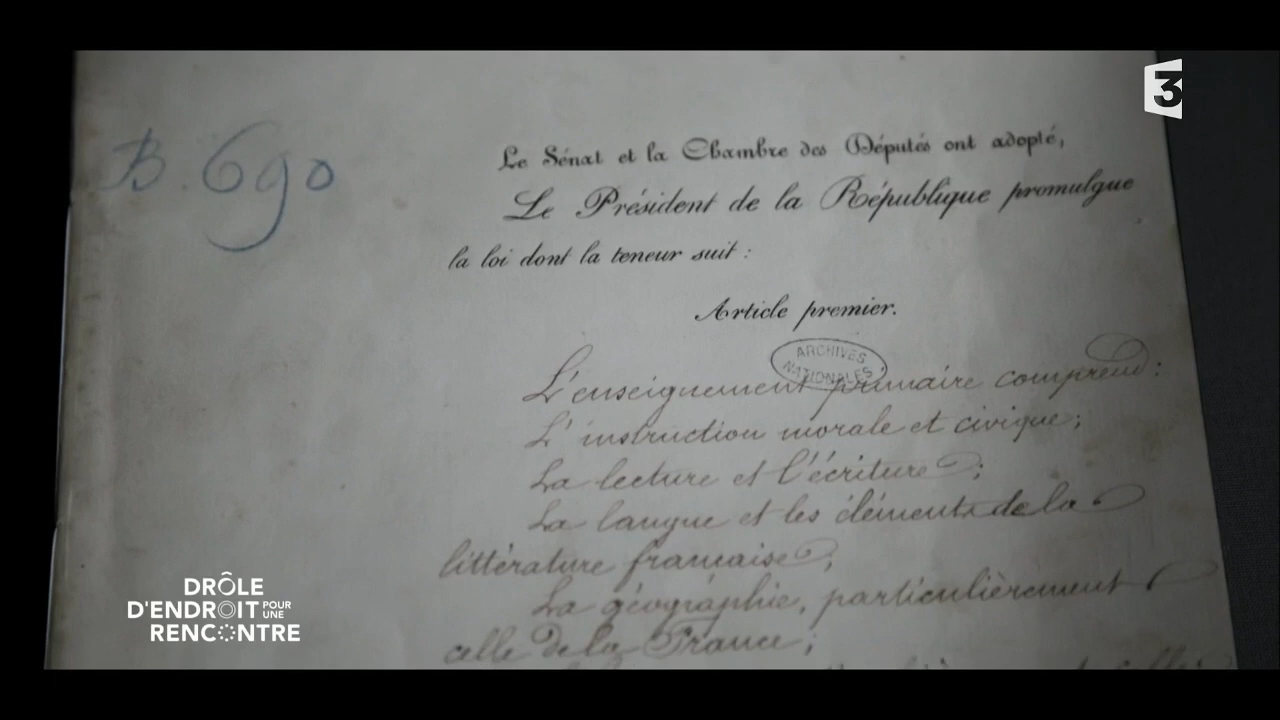 3
B. 690
Le Sénat et la Chambre des Députés ont adopté,
Le Président de la République promulgue
la loi dont la teneur suit :
Article premier.
ARCHIVES
NATIONALES
L'enseignement primaire comprend :
L'instruction morale et civique ;
La lecture et l'écriture ;
La langue et les éléments de la
littérature française ;
La géographie, particulièrement
celle de la France ;
DRÔLE
D'ENDROIT POUR UNE
RENCONTRE